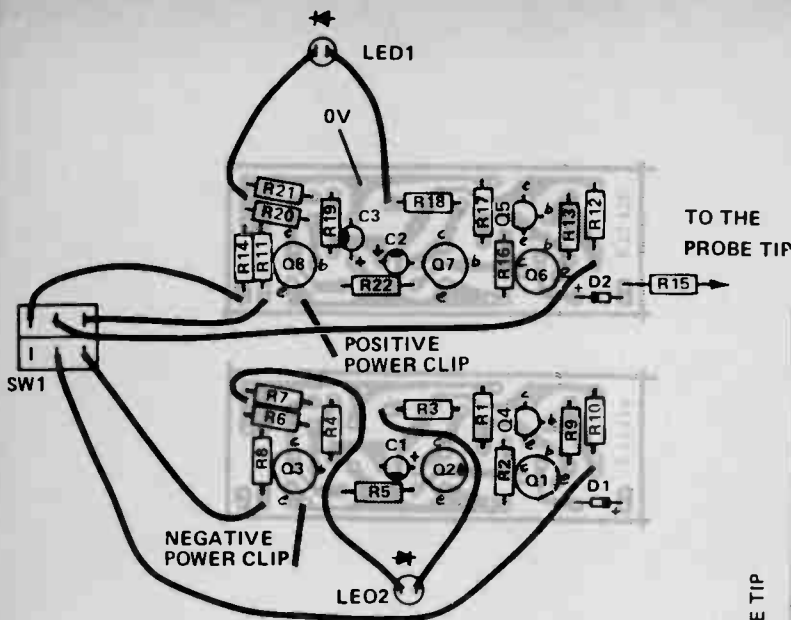 LED1
0V
R21
R20
R19
C3
R18
R17
Q5
R13
R12
R14
R11
Q8
C2
Q7
R16
Q6
R22
D2
R15
TO THE
PROBE TIP
c
b
e
+
SW1
POSITIVE
POWER CLIP
R7
R6
R4
R3
R1
Q4
R9
R10
R8
Q3
C1
Q2
R2
Q1
R5
D1
NEGATIVE
POWER CLIP
LEO2
E TIP